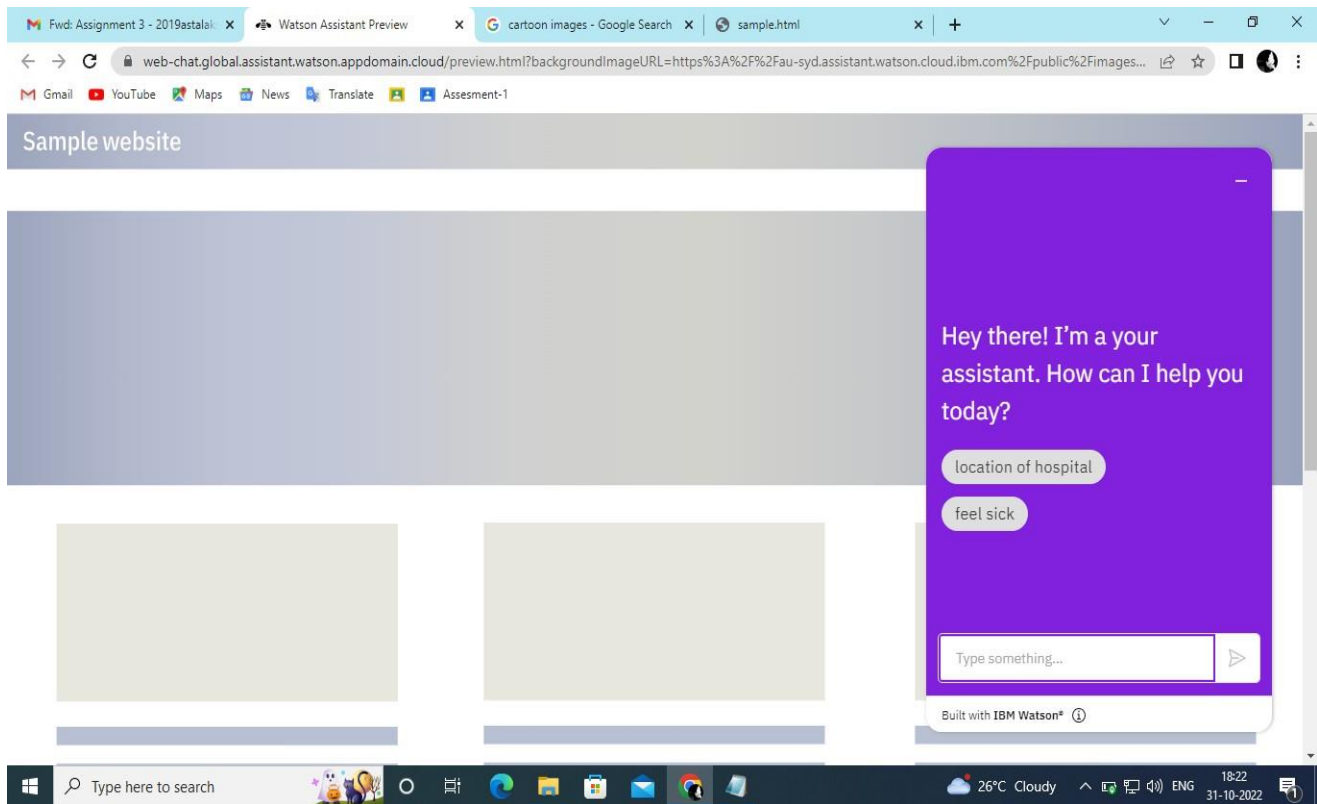 Fwd: Assignment 3 - 2019astalak
Watson Assistant Preview
cartoon images - Google Search
sample.html
web-chat.global.assistant.watson.appdomain.cloud/preview.html?backgroundImageURL=https%3A%2F%2Fau-syd.assistant.watson.cloud.ibm.com%2Fpublic%2Fimages...
Gmail
YouTube
Maps
News
Translate
Assesment-1
Sample website
Hey there! I'm a your
assistant. How can I help you
today?
location of hospital
feel sick
Type something...
Built with IBM Watson®
Type here to search
26°C Cloudy
ENG
18:22
31-10-2022
1